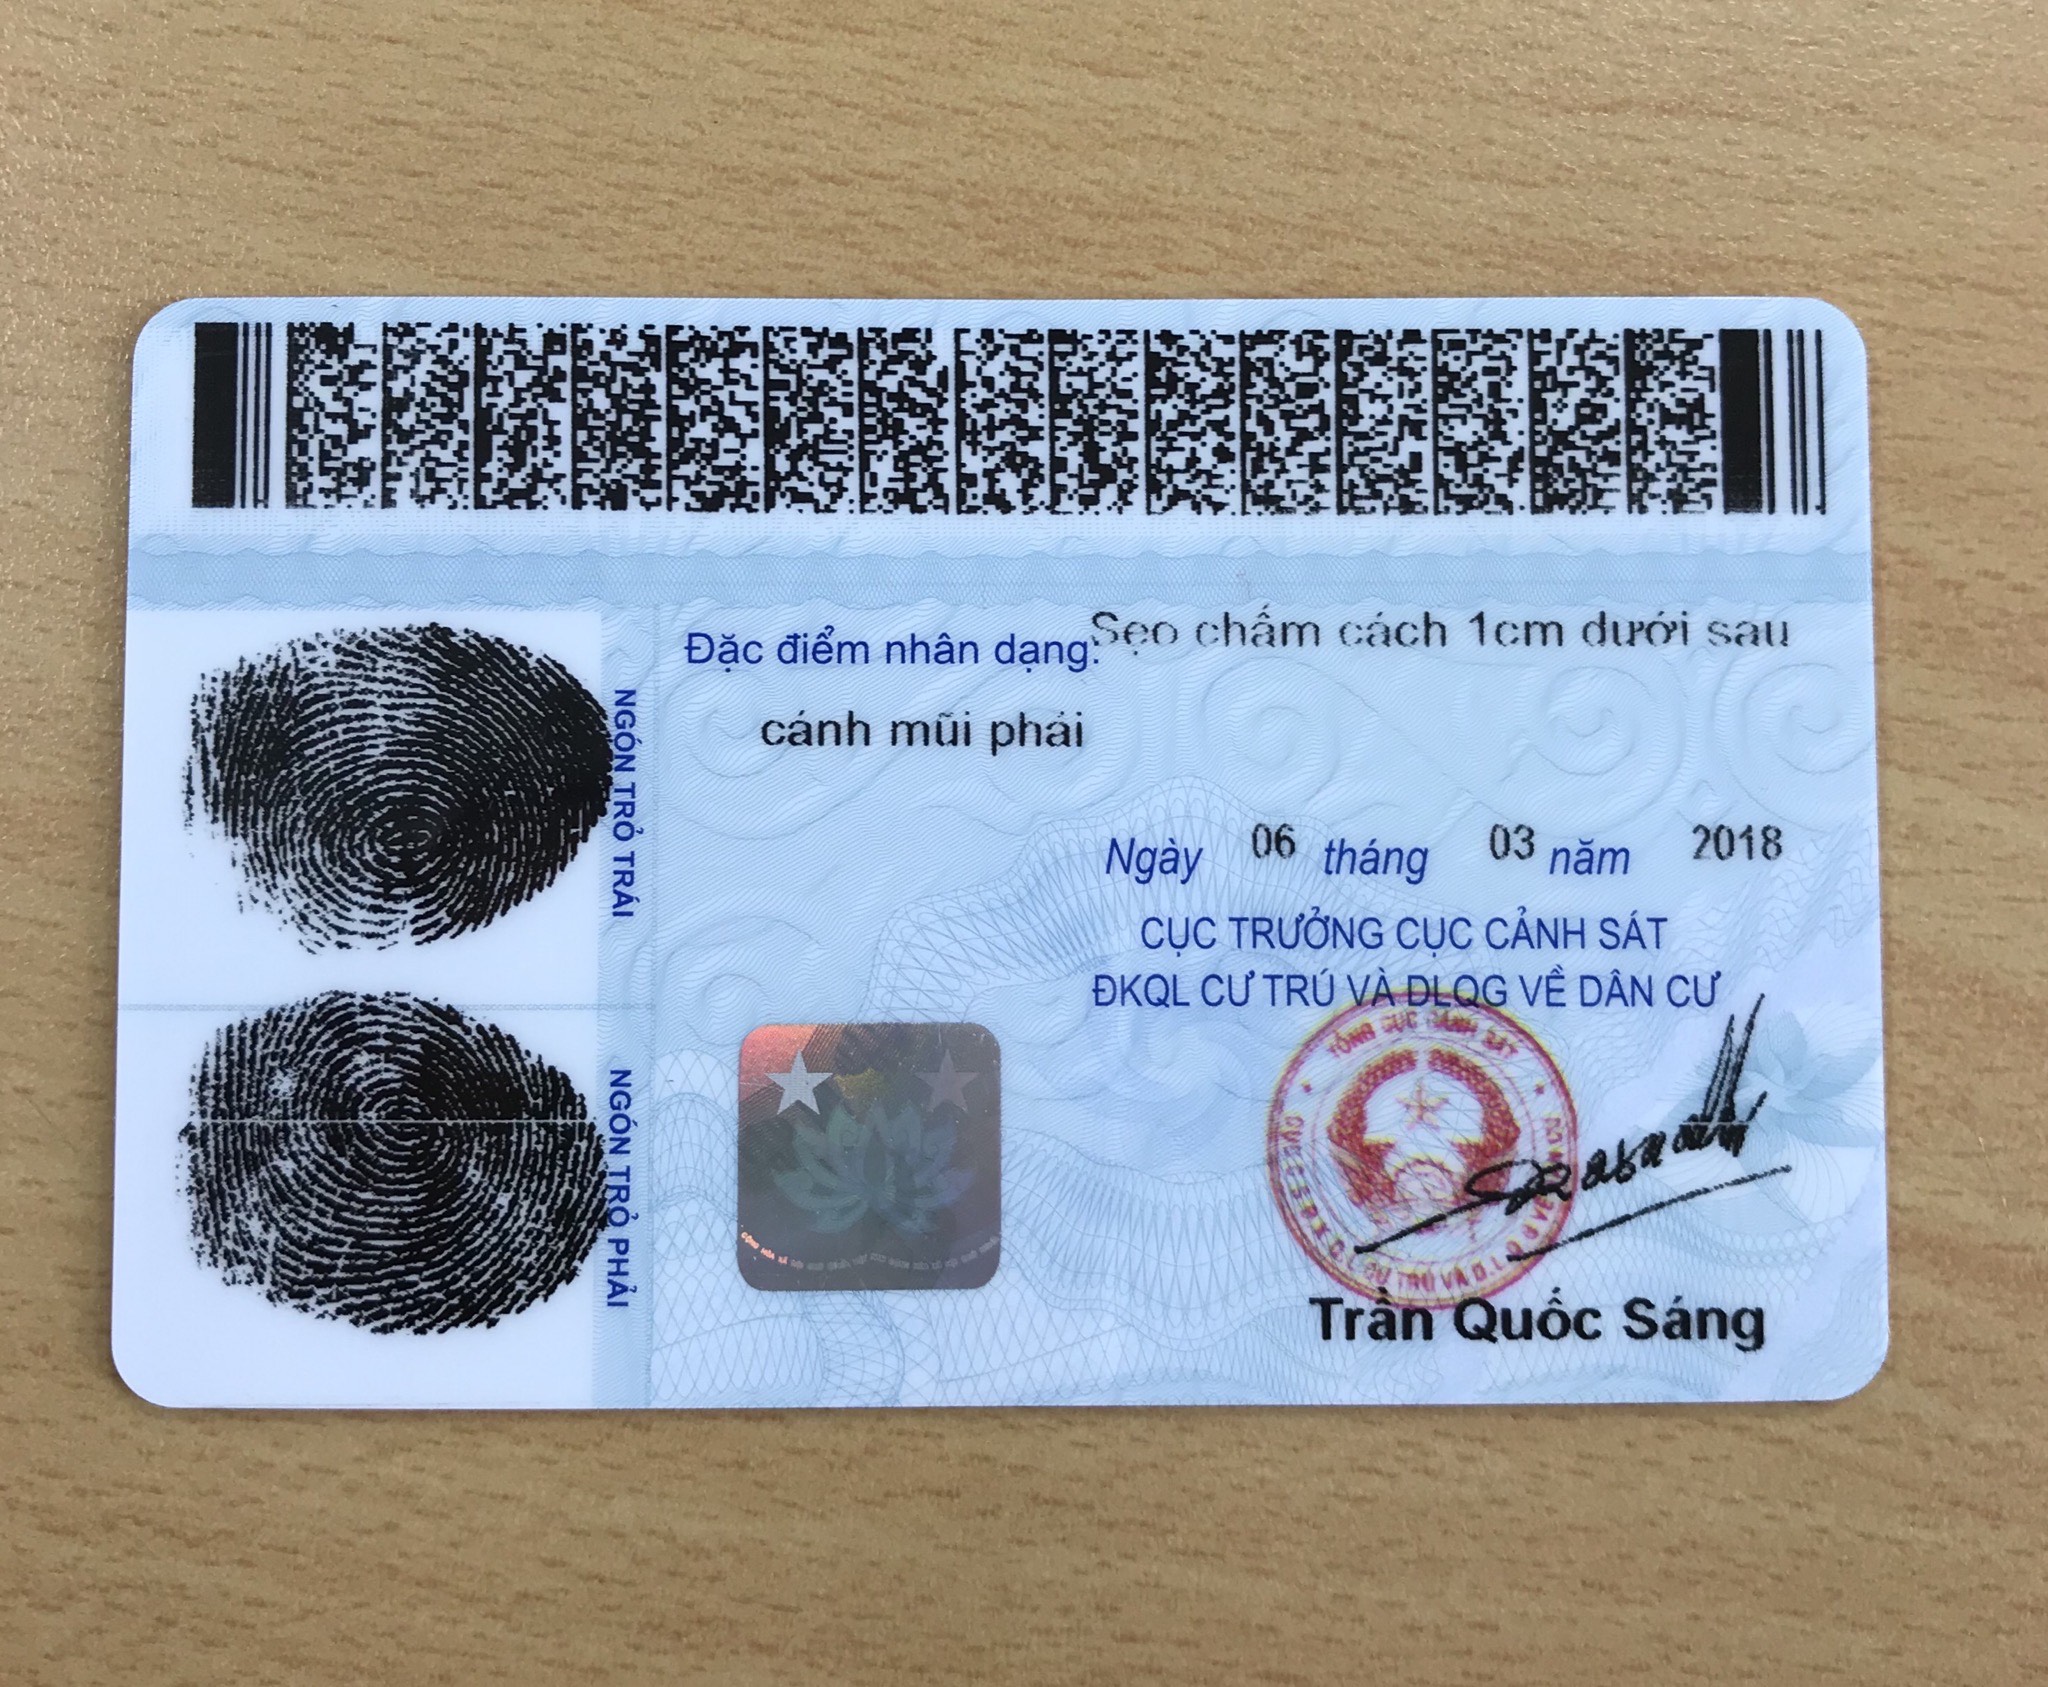 Đặc điểm nhân dạng: Sẹo chấm cách 1cm dưới sau
cánh mũi phải
NGÓN TRỎ TRÁI
Ngày 06 tháng 03 năm 2018
CỤC TRƯỞNG CỤC CẢNH SÁT
ĐKQL CƯ TRÚ VÀ DLQG VỀ DÂN CƯ
NGÓN TRỎ PHẢI
TỔNG CỤC CẢNH SÁT
Trần Quốc Sáng